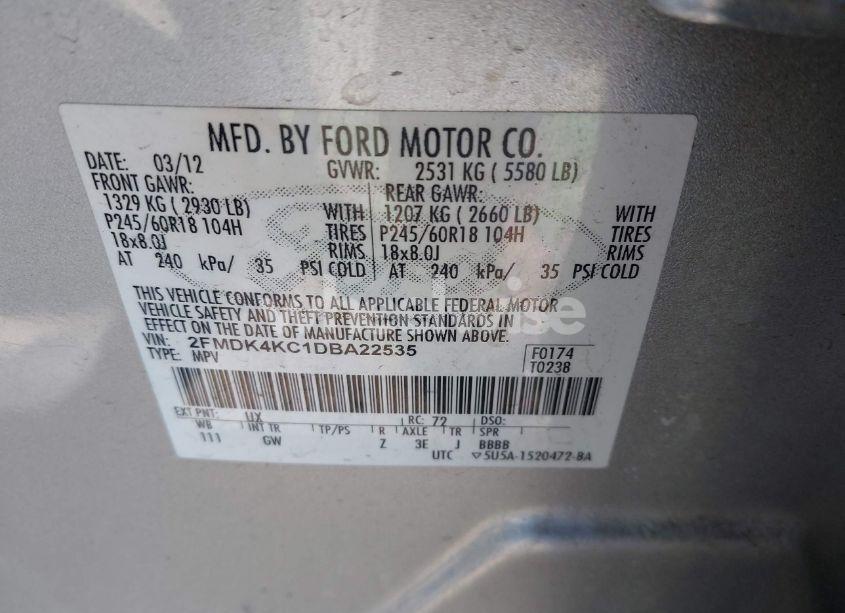 MFD. BY FORD MOTOR CO.
DATE: 03/12 GVWR: 2531 KG ( 5580 LB)
FRONT GAWR: REAR GAWR:
1329 KG ( 2930 LB) WITH 1207 KG ( 2660 LB) WITH
P245/60R18 104H TIRES P245/60R18 104H TIRES
18x8.0J RIMS 18x8.0J RIMS
AT 240 kPa/ 35 PSI COLD AT 240 kPa/ 35 PSI COLD
THIS VEHICLE CONFORMS TO ALL APPLICABLE FEDERAL MOTOR
VEHICLE SAFETY AND THEFT PREVENTION STANDARDS IN
EFFECT ON THE DATE OF MANUFACTURE SHOWN ABOVE.
VIN: 2FMDK4KC1DBA22535 F0174
TYPE: MPV T0238
EXT PNT: UX RC: 72 DSO:
WB INT TR TP/PS R AXLE TR SPR
111 GW Z 3E J BBBB
UTC ▽5U5A-1520472-BA